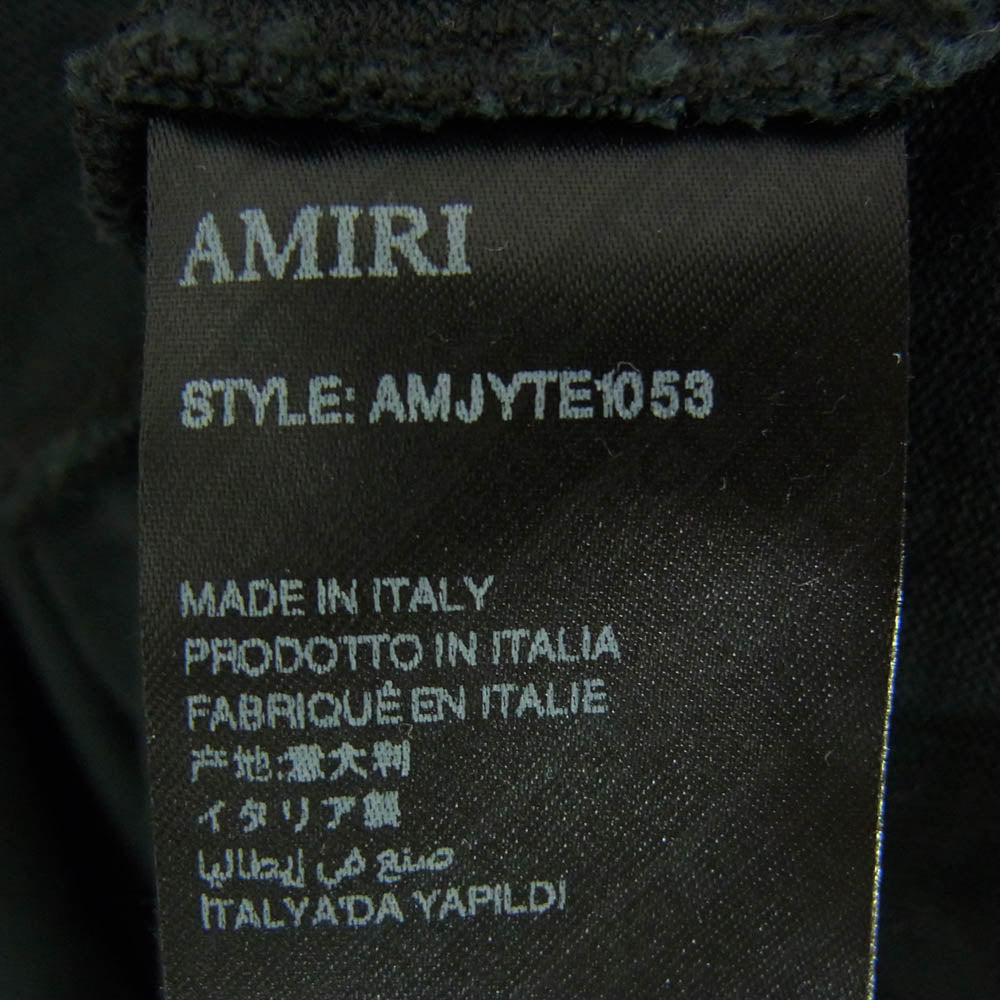 AMIRI
STYLE: AMJYTE1053
MADE IN ITALY
PRODOTTO IN ITALIA
FABRIQUÉ EN ITALIE
产地:意大利
イタリア製
صنع في إيطاليا
ITALYA'DA YAPILDI